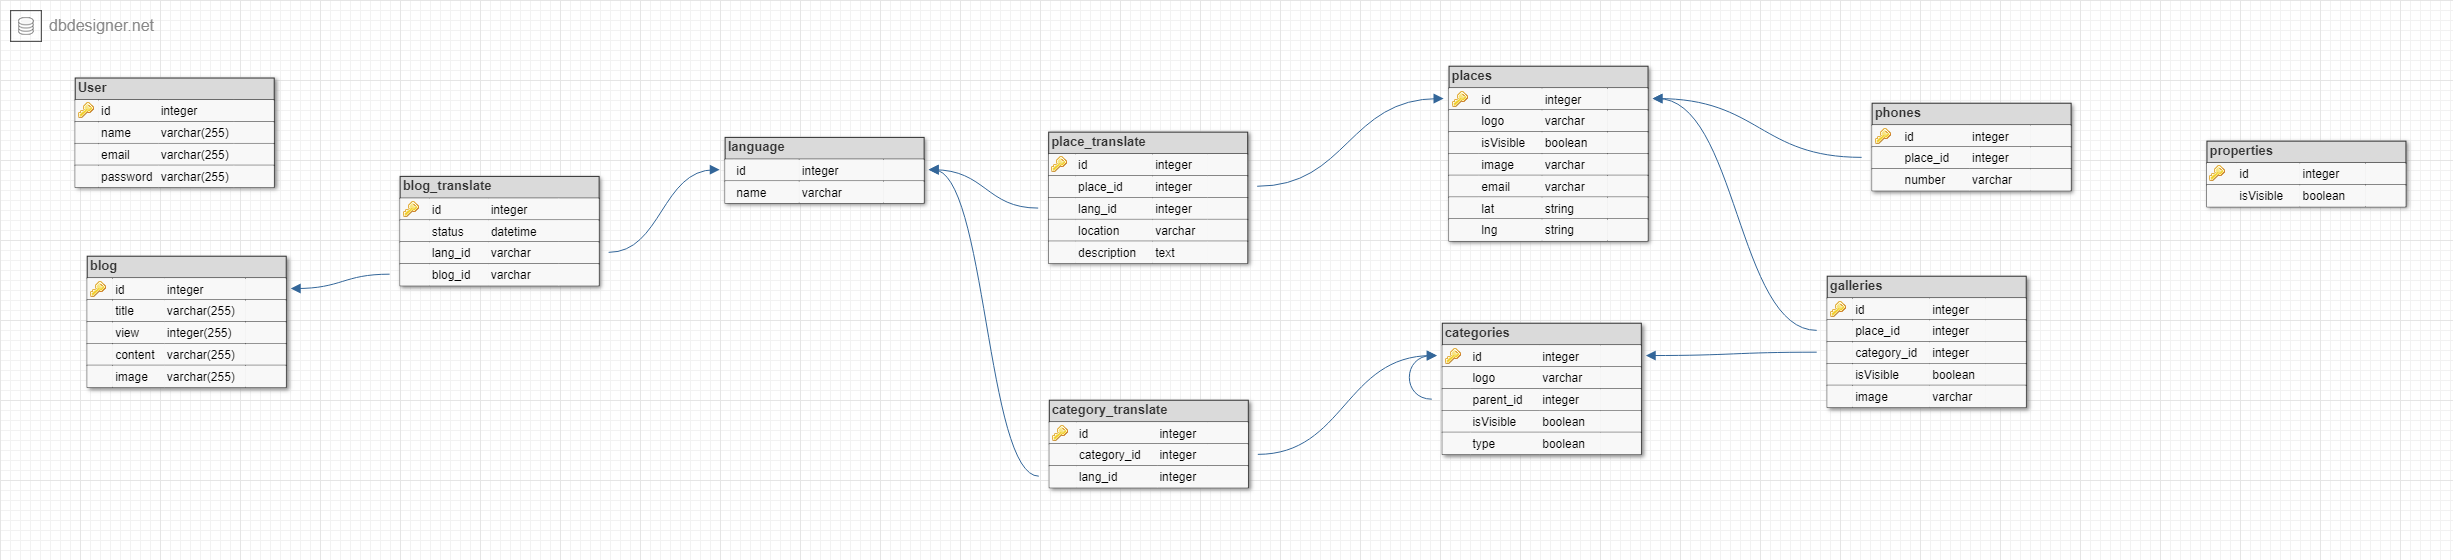 dbdesigner.net
User
id integer
name varchar(255)
email varchar(255)
password varchar(255)
blog
id integer
title varchar(255)
view integer(255)
content varchar(255)
image varchar(255)
blog_translate
id integer
status datetime
lang_id varchar
blog_id varchar
language
id integer
name varchar
place_translate
id integer
place_id integer
lang_id integer
location varchar
description text
category_translate
id integer
category_id integer
lang_id integer
places
id integer
logo varchar
isVisible boolean
image varchar
email varchar
lat string
lng string
categories
id integer
logo varchar
parent_id integer
isVisible boolean
type boolean
phones
id integer
place_id integer
number varchar
galleries
id integer
place_id integer
category_id integer
isVisible boolean
image varchar
properties
id integer
isVisible boolean